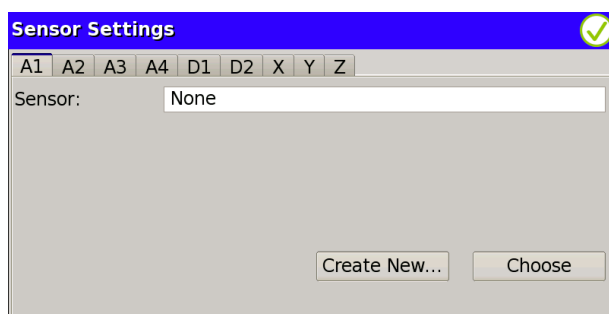 Sensor Settings
A1 A2 A3 A4 D1 D2 X Y Z
Sensor: None
Create New... Choose